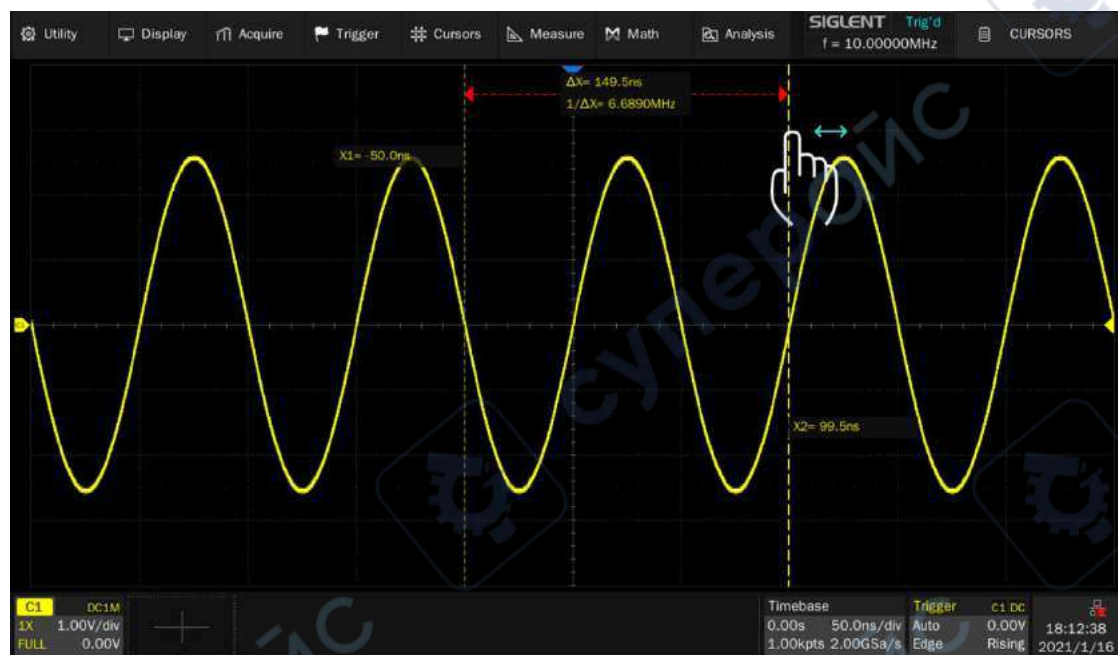 Utility Display Acquire Trigger Cursors Measure Math Analysis SIGLENT Trig'd CURSORS
f = 10.00000MHz
ΔX= 149.5ns
1/ΔX= 6.6890MHz
X1= -50.0ns
X2= 99.5ns
C1 DC1M
1X 1.00V/div
FULL 0.00V
Timebase
0.00s 50.0ns/div
1.00kpts 2.00GSa/s
Trigger C1 DC
Auto 0.00V
Edge Rising
18:12:38
2021/1/16
суперойс